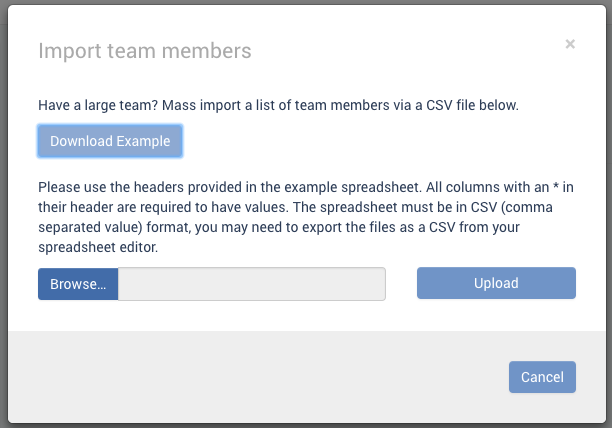 Import team members
×
Have a large team? Mass import a list of team members via a CSV file below.
Download Example
Please use the headers provided in the example spreadsheet. All columns with an * in
their header are required to have values. The spreadsheet must be in CSV (comma
separated value) format, you may need to export the files as a CSV from your
spreadsheet editor.
Browse...
Upload
Cancel